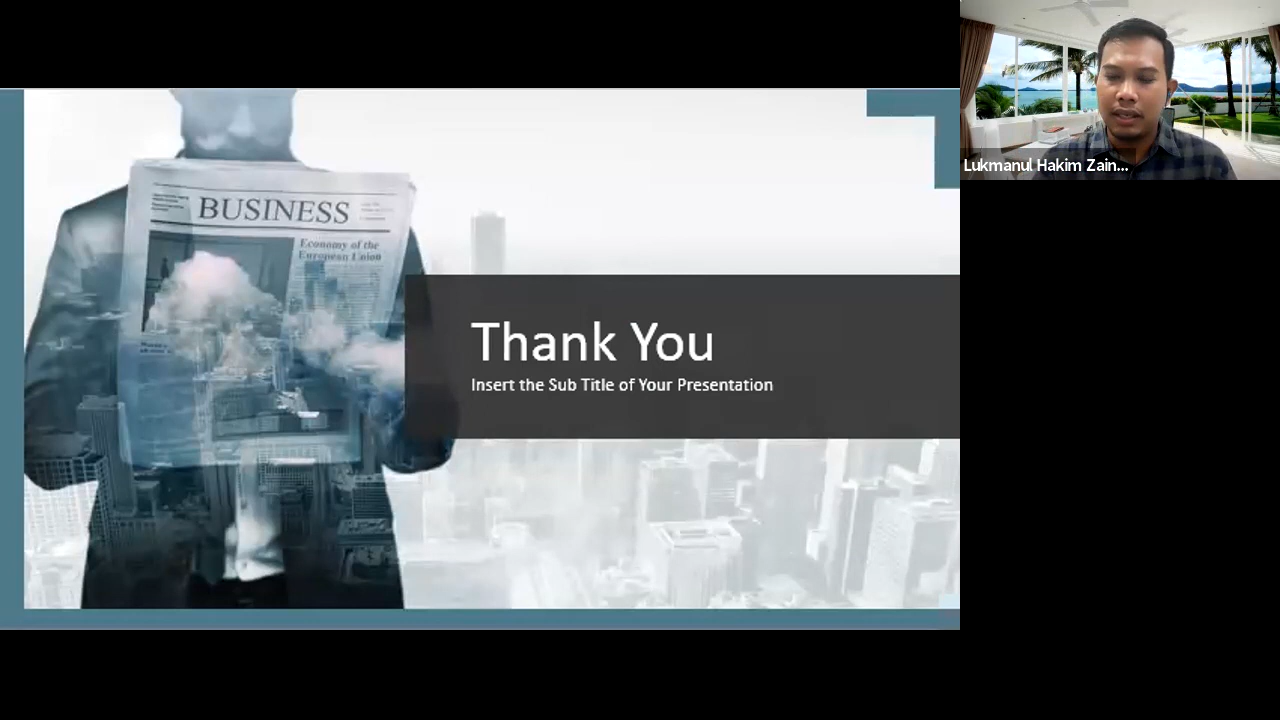 BUSINESS
Economy of the
European Union
Thank You
Insert the Sub Title of Your Presentation
Lukmanul Hakim Zain...